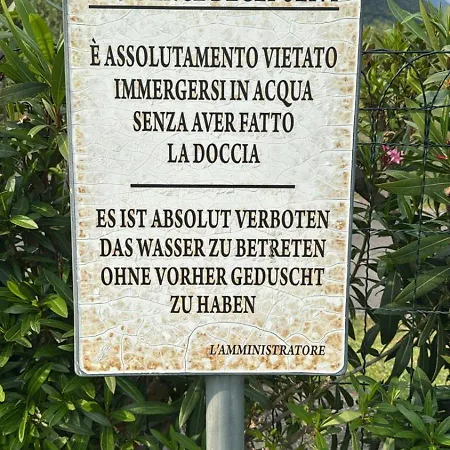 È ASSOLUTAMENTO VIETATO
IMMERGERSI IN ACQUA
SENZA AVER FATTO
LA DOCCIA
ES IST ABSOLUT VERBOTEN
DAS WASSER ZU BETRETEN
OHNE VORHER GEDUSCHT
ZU HABEN
L'AMMINISTRATORE